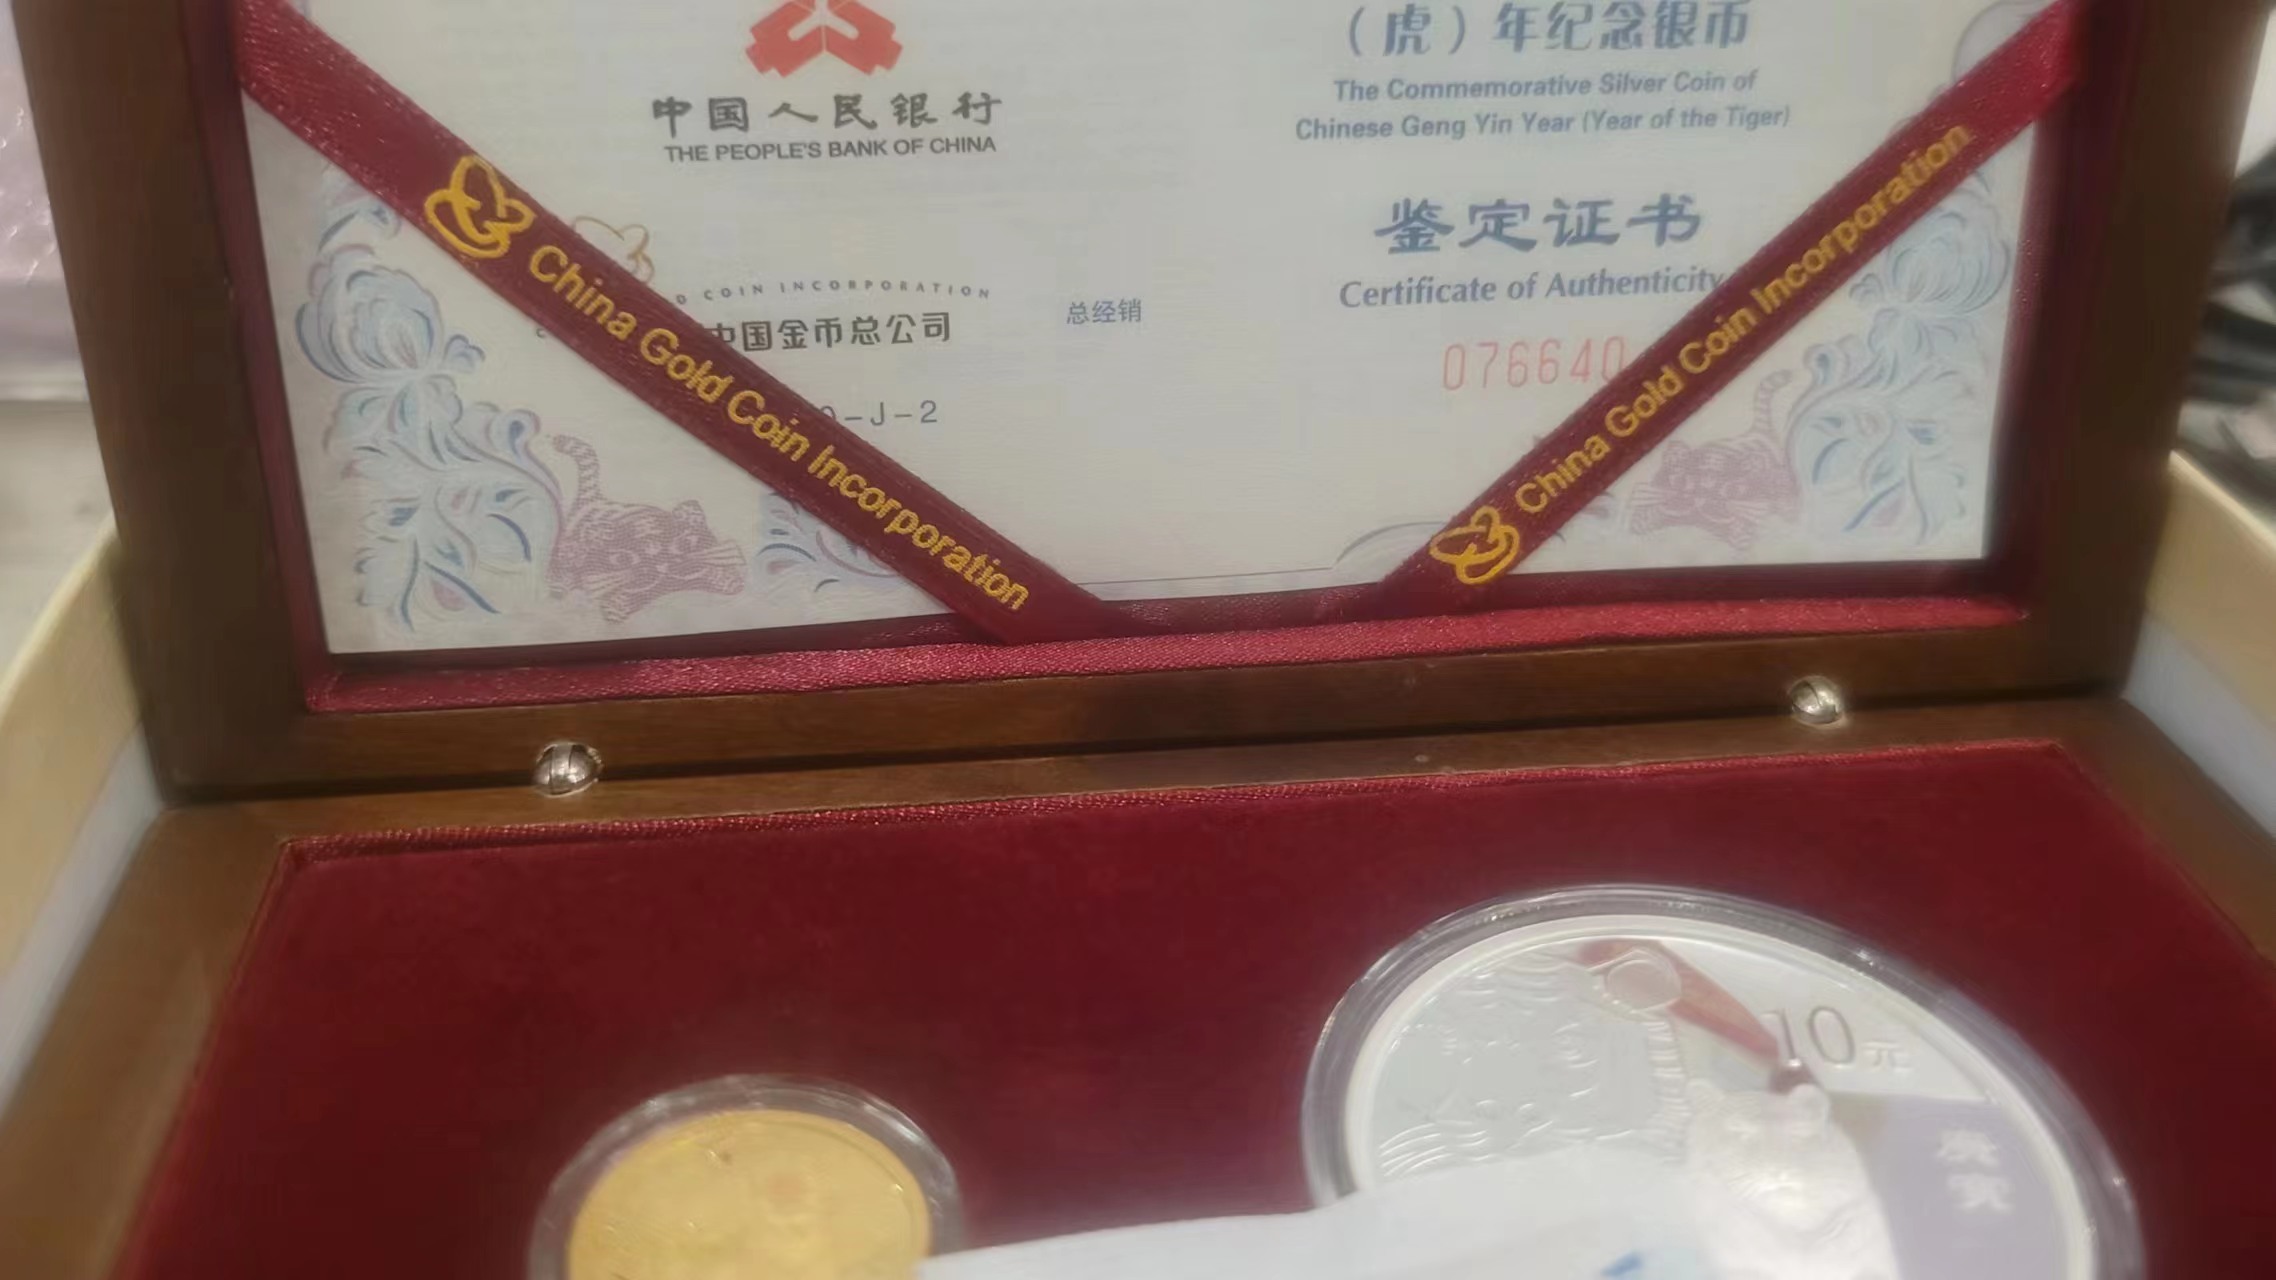 中国人民银行
THE PEOPLE'S BANK OF CHINA
D COIN INCORPORATION
中国金币总公司
总经销
-J-2
(虎)年纪念银币
The Commemorative Silver Coin of
Chinese Geng Yin Year (Year of the Tiger)
鉴定证书
Certificate of Authenticity
076640
China Gold Coin Incorporation
China Gold Coin Incorporation
10元
庚寅